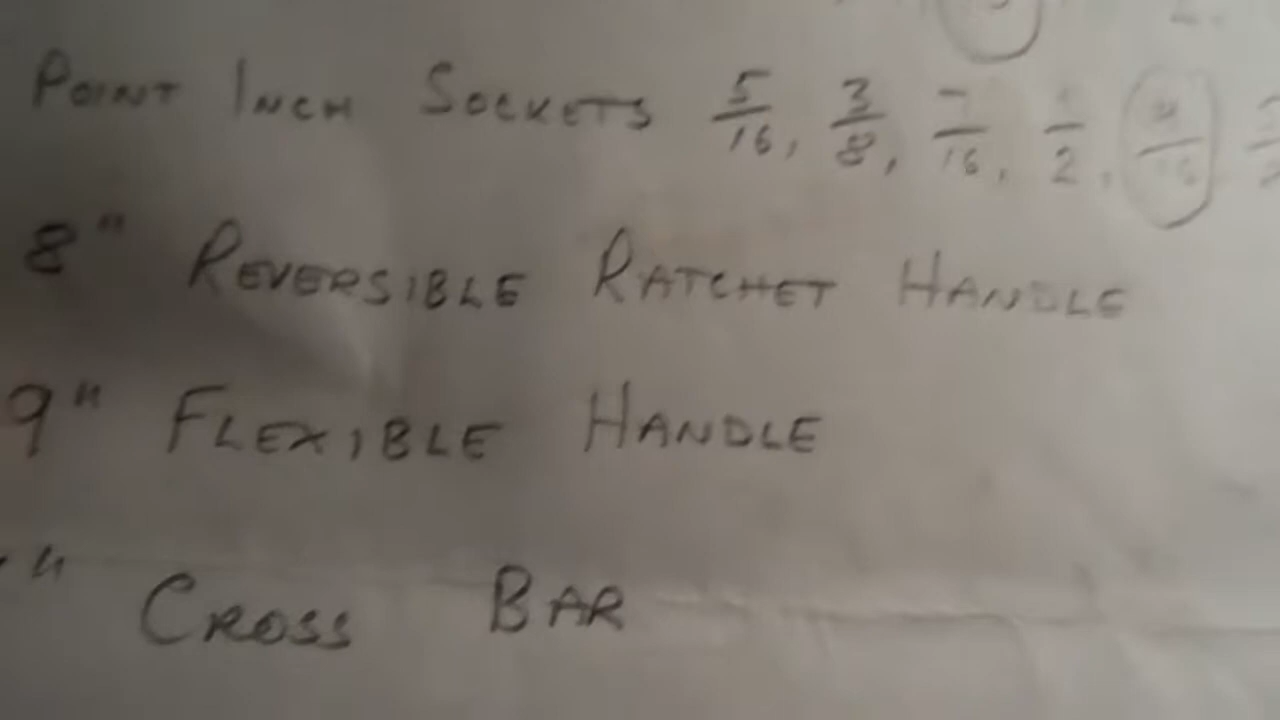 POINT INCH SOCKETS 5/16, 3/8, 7/16, 1/2,
8" REVERSIBLE RATCHET HANDLE
9" FLEXIBLE HANDLE
" CROSS BAR